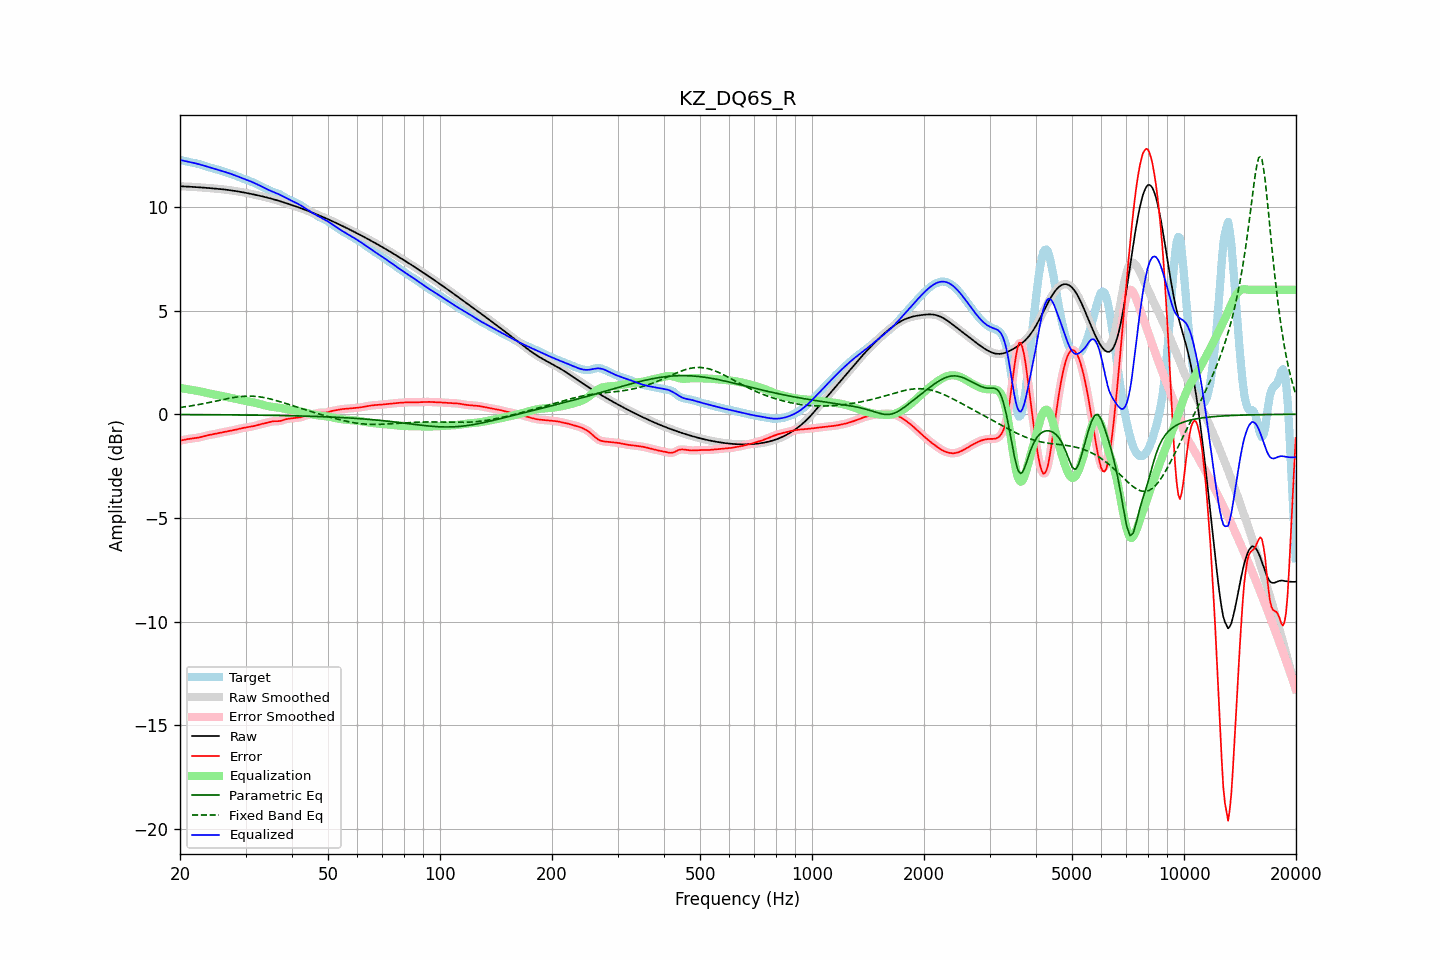 KZ_DQ6S_R
Amplitude (dBr)
10
5
0
−5
−10
−15
−20
Target
Raw Smoothed
Error Smoothed
Raw
Error
Equalization
Parametric Eq
Fixed Band Eq
Equalized
20 50 100 200 500 1000 2000 5000 10000 20000
Frequency (Hz)